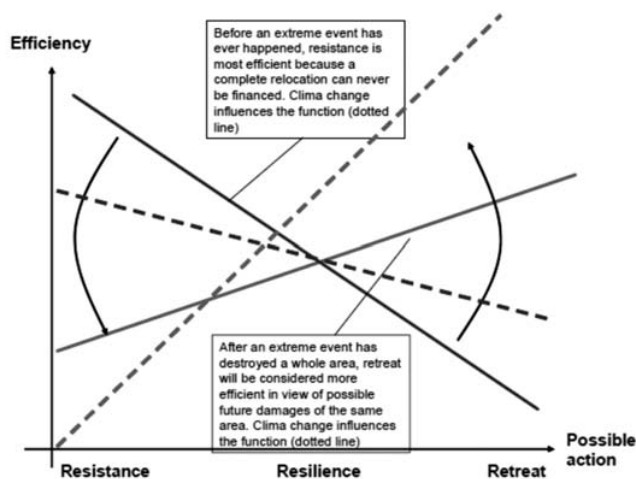 Efficiency
Before an extreme event has
ever happened, resistance is
most efficient because a
complete relocation can never
be financed. Clima change
influences the function (dotted
line)
After an extreme event has
destroyed a whole area, retreat
will be considered more
efficient in view of possible
future damages of the same
area. Clima change influences
the function (dotted line)
Possible
action
Resistance Resilience Retreat